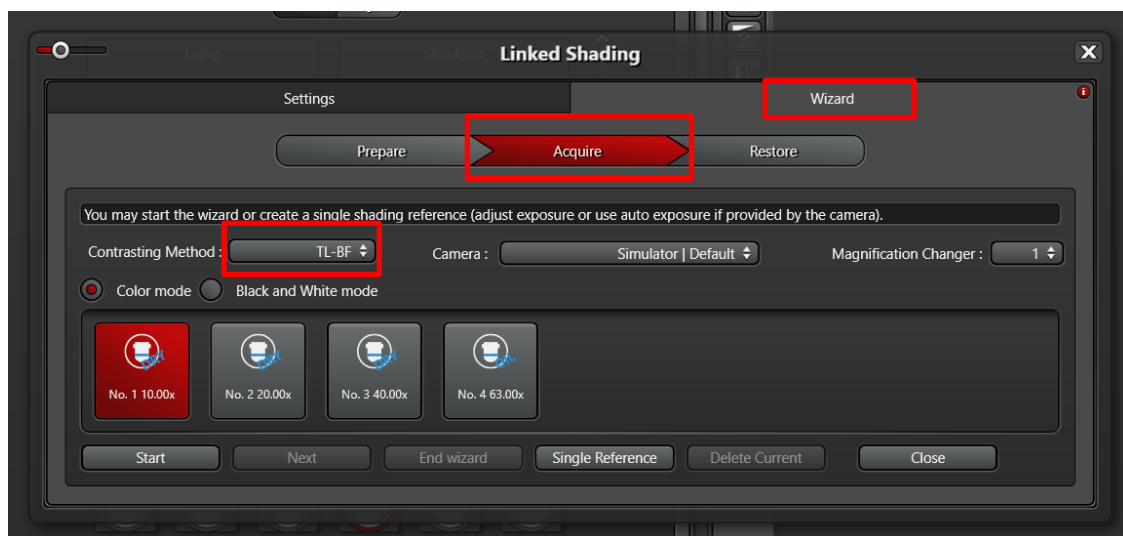 Lamp
Simulator
Linked Shading
X
Settings
Wizard
Prepare
Acquire
Restore
You may start the wizard or create a single shading reference (adjust exposure or use auto exposure if provided by the camera).
Contrasting Method : TL-BF Camera : Simulator | Default Magnification Changer : 1
Color mode Black and White mode
No. 1 10.00x No. 2 20.00x No. 3 40.00x No. 4 63.00x
Start Next End wizard Single Reference Delete Current Close